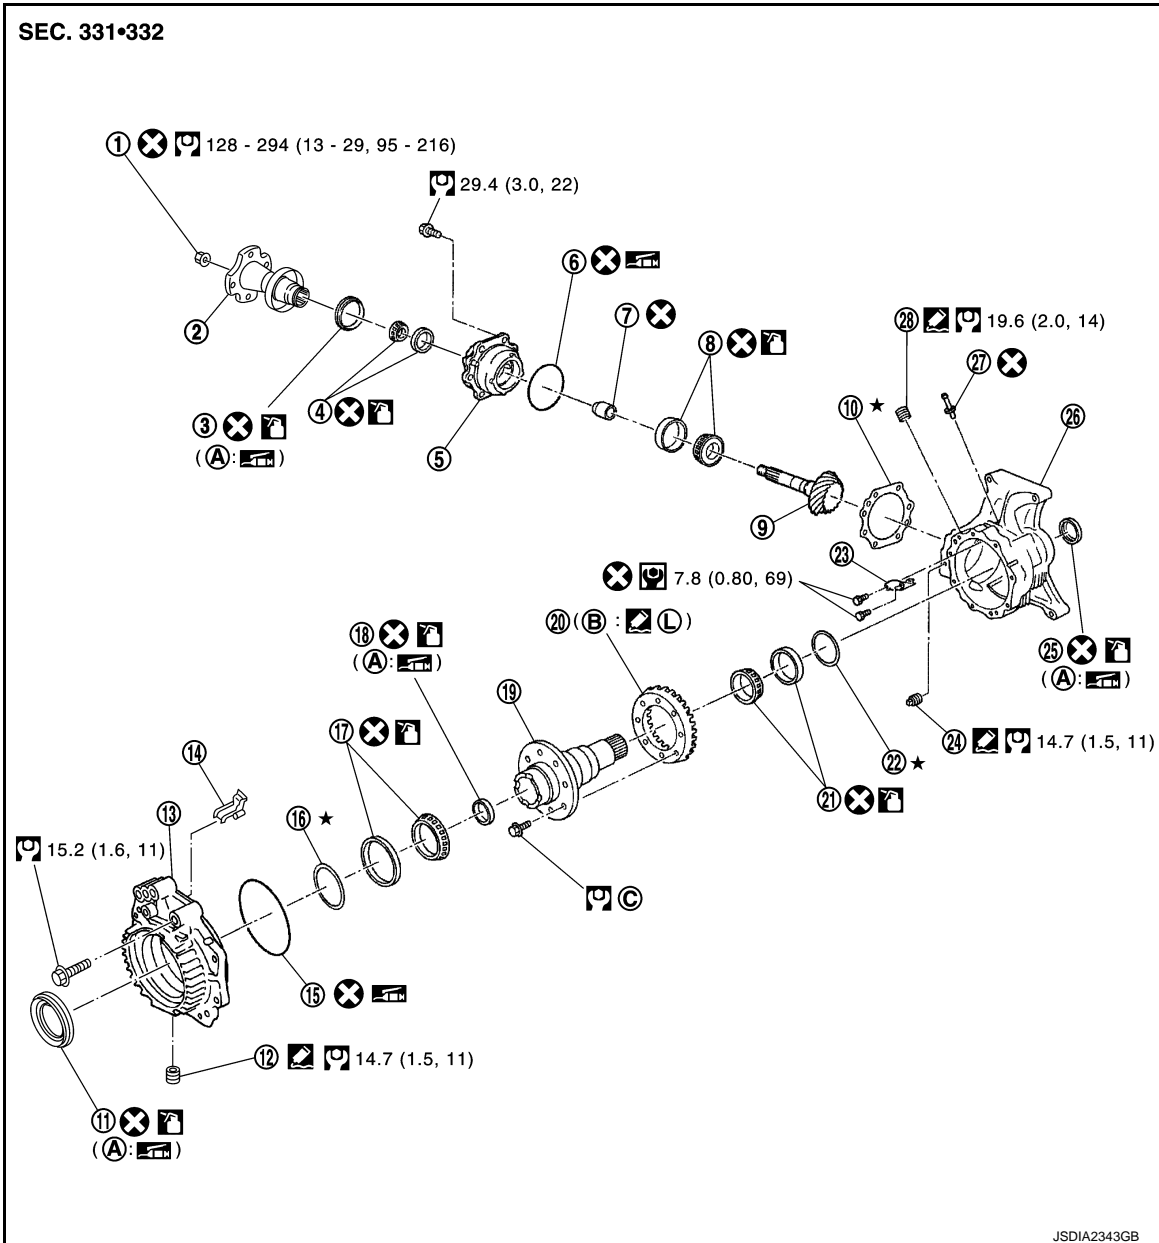 SEC. 331•332
1 128 - 294 (13 - 29, 95 - 216)
29.4 (3.0, 22)
6
7
28 19.6 (2.0, 14)
2
8
27
10 ★
26
3
(A: )
4
5
9
23
7.8 (0.80, 69)
20 (B : L)
18
(A: )
25
(A: )
19
17
14
24 14.7 (1.5, 11)
22 ★
21
13
16 ★
15.2 (1.6, 11)
C
15
12 14.7 (1.5, 11)
11
(A: )
JSDIA2343GB